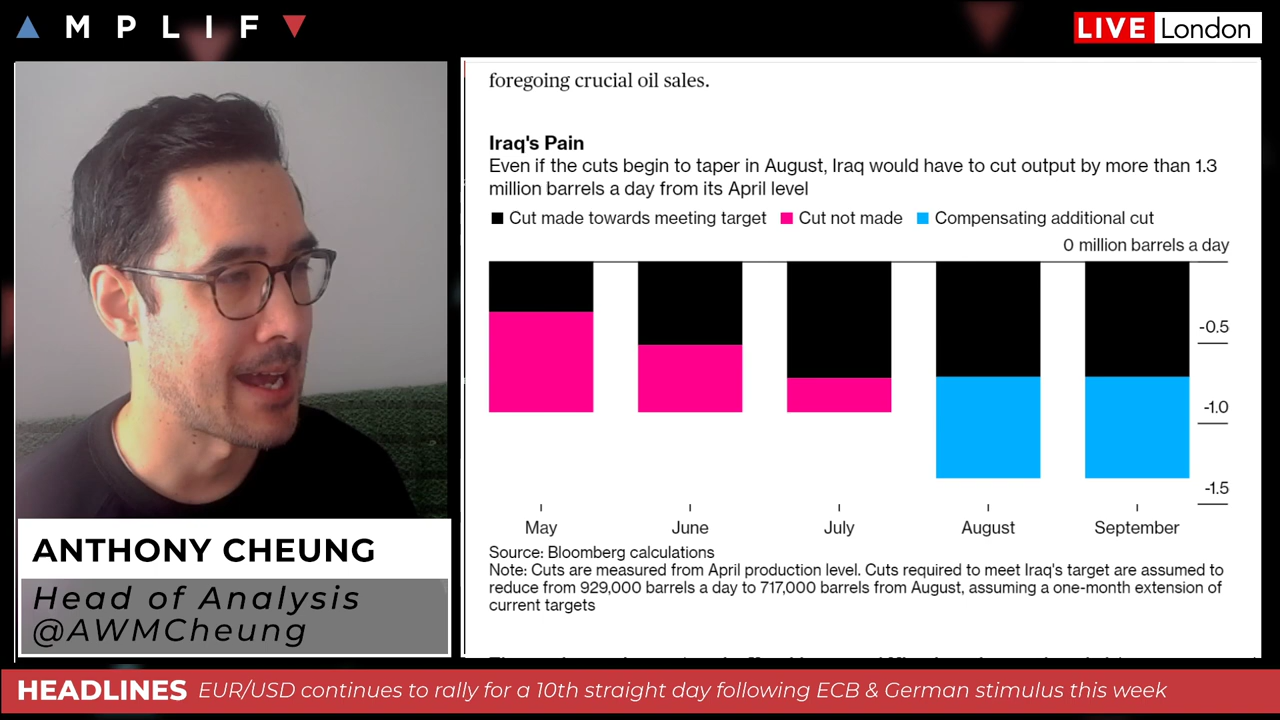 ▲ M P L I F ▼
LIVE London
foregoing crucial oil sales.
Iraq's Pain
Even if the cuts begin to taper in August, Iraq would have to cut output by more than 1.3
million barrels a day from its April level
Cut made towards meeting target Cut not made Compensating additional cut
0 million barrels a day
-0.5
-1.0
-1.5
May June July August September
Source: Bloomberg calculations
Note: Cuts are measured from April production level. Cuts required to meet Iraq's target are assumed to
reduce from 929,000 barrels a day to 717,000 barrels from August, assuming a one-month extension of
current targets
ANTHONY CHEUNG
Head of Analysis
@AWMCheung
HEADLINES EUR/USD continues to rally for a 10th straight day following ECB & German stimulus this week